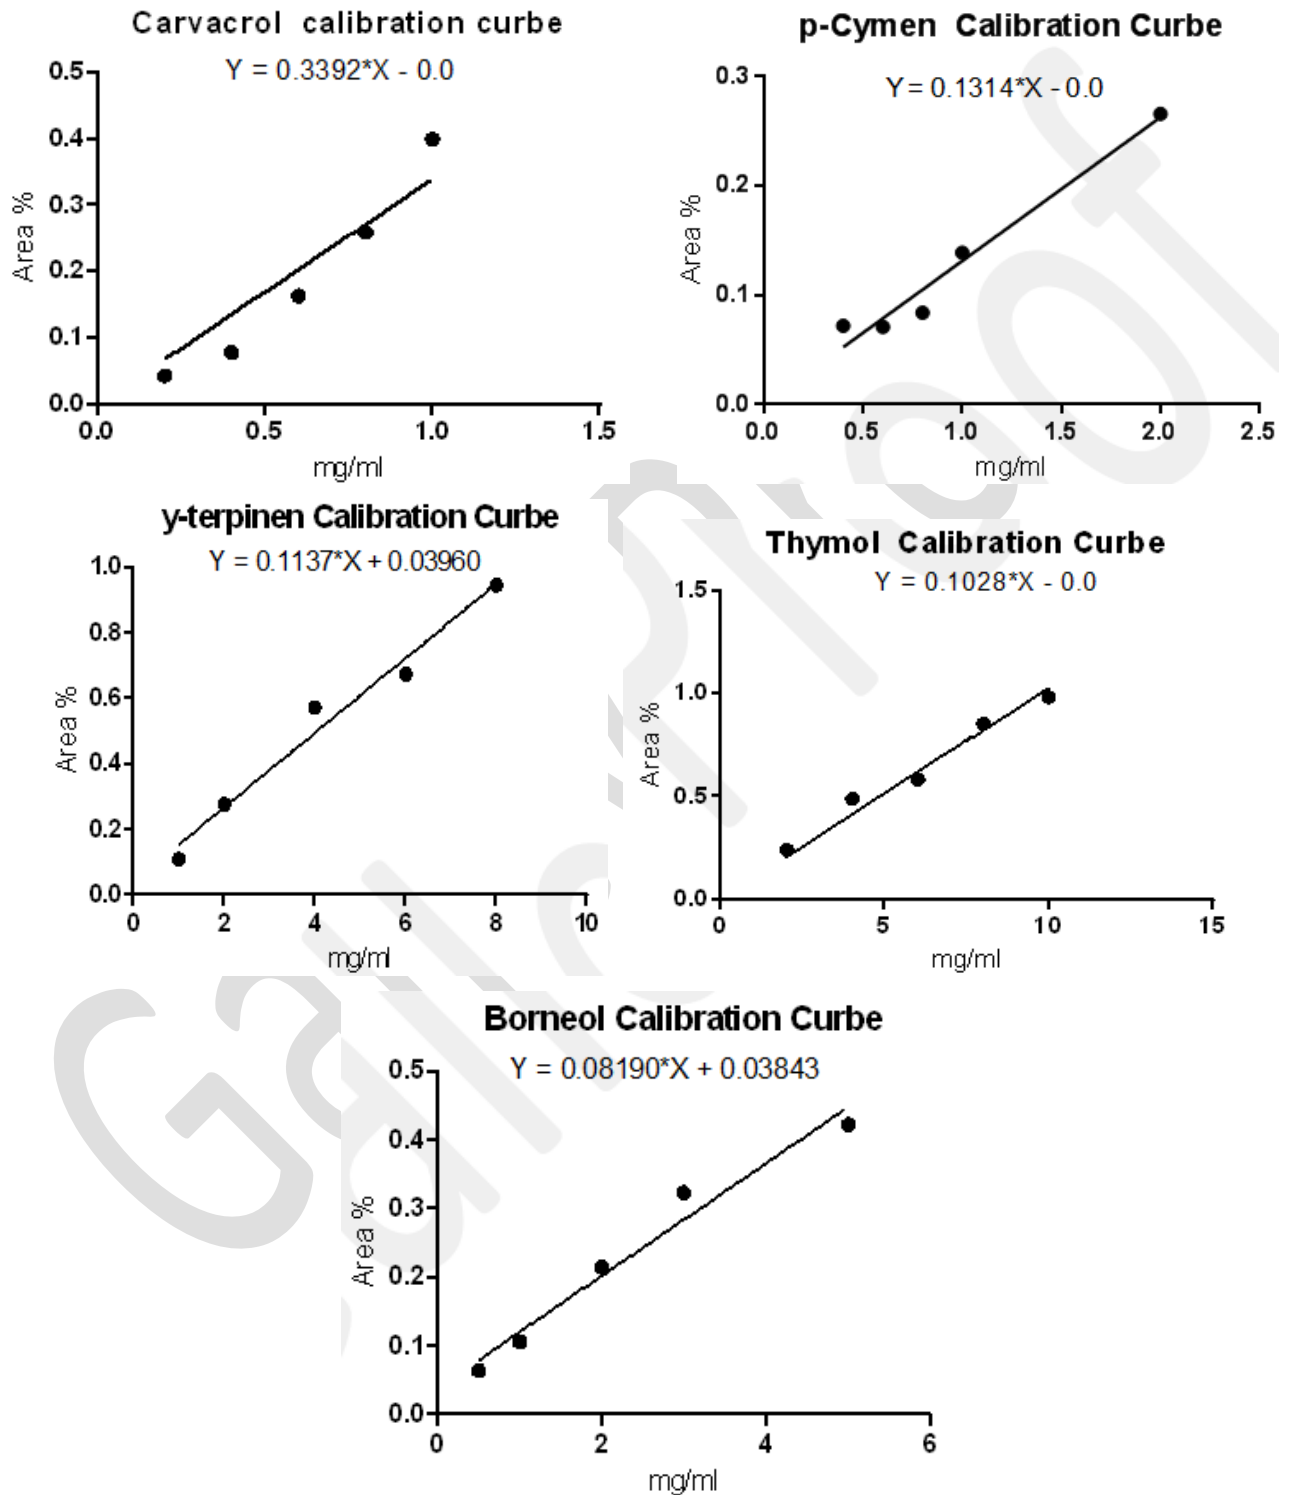 Carvacrol calibration curbe
Y = 0.3392*X - 0.0
0.5
0.4
0.3
0.2
0.1
0.0
Area %
0.0 0.5 1.0 1.5
mg/ml
p-Cymen Calibration Curbe
Y = 0.1314*X - 0.0
0.3
0.2
0.1
0.0
Area %
0.0 0.5 1.0 1.5 2.0 2.5
mg/ml
y-terpinen Calibration Curbe
Y = 0.1137*X + 0.03960
1.0
0.8
0.6
0.4
0.2
0.0
Area %
0 2 4 6 8 10
mg/ml
Thymol Calibration Curbe
Y = 0.1028*X - 0.0
1.5
1.0
0.5
0.0
Area %
0 5 10 15
mg/ml
Borneol Calibration Curbe
Y = 0.08190*X + 0.03843
0.5
0.4
0.3
0.2
0.1
0.0
Area %
0 2 4 6
mg/ml